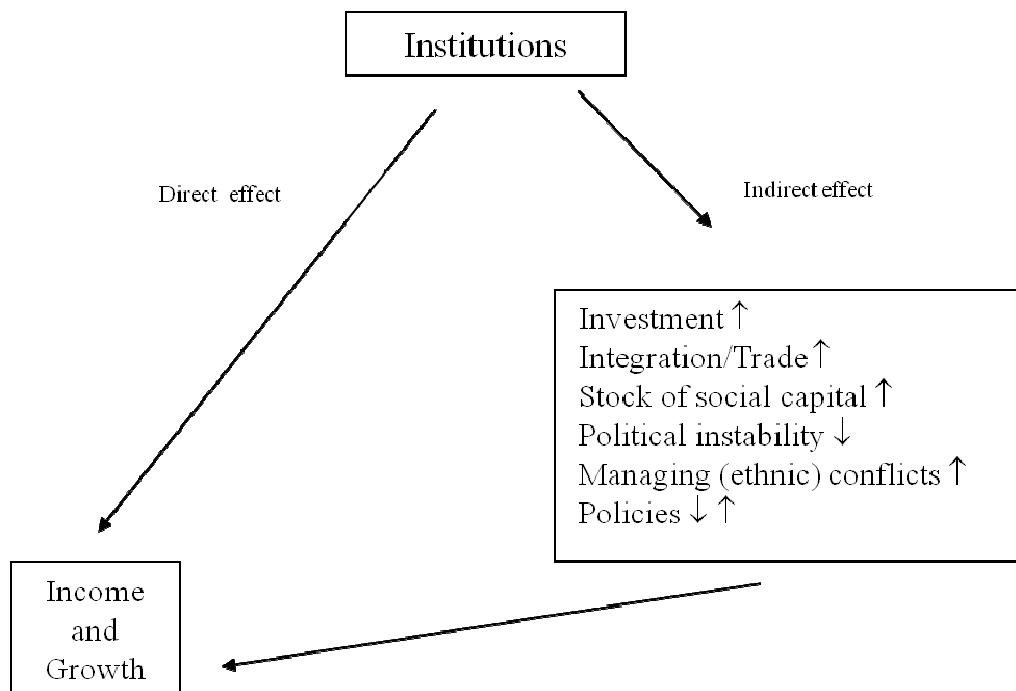 Institutions
Direct effect
Indirect effect
Investment ↑
Integration/Trade ↑
Stock of social capital ↑
Political instability ↓
Managing (ethnic) conflicts ↑
Policies ↓ ↑
Income
and
Growth